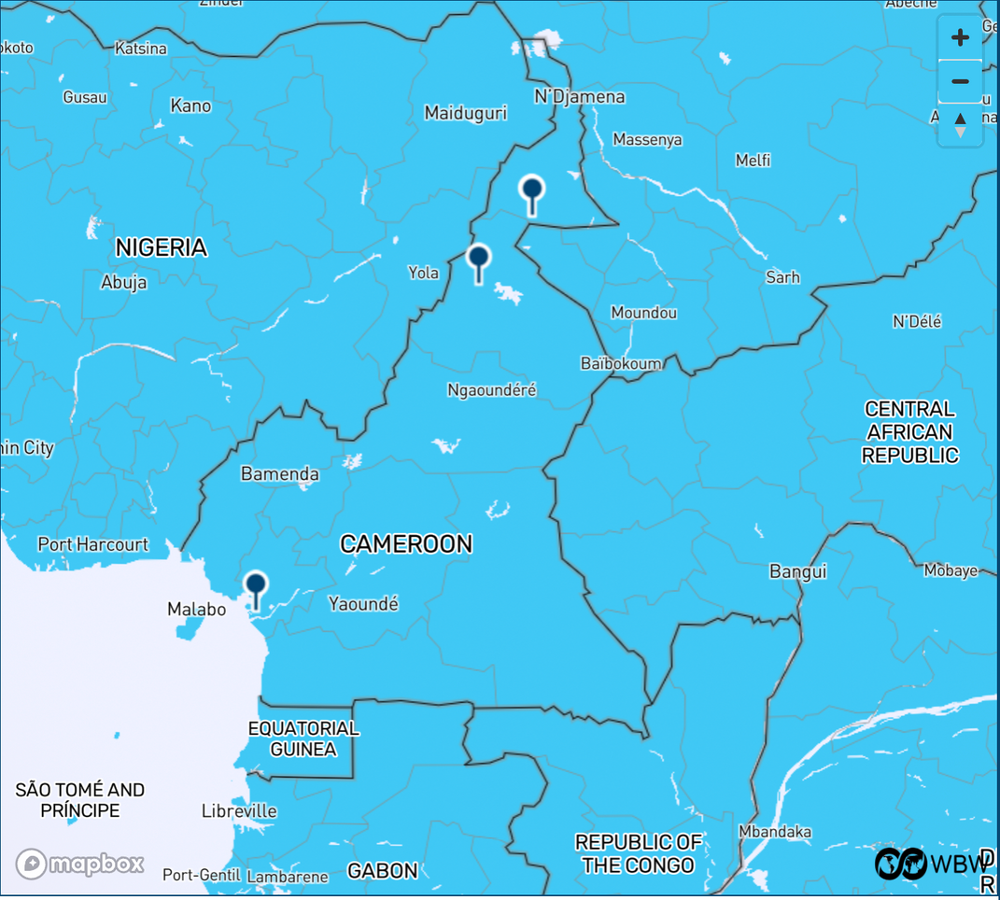 Zinder
Abéché
okoto
Katsina
Gusau
Kano
Maiduguri
N'Djamena
Massenya
Melfi
NIGERIA
Abuja
Yola
Sarh
Moundou
N'Délé
Baïbokoum
Ngaoundéré
CENTRAL
AFRICAN
REPUBLIC
nin City
Bamenda
Port Harcourt
CAMEROON
Bangui
Mobaye
Malabo
Yaoundé
EQUATORIAL
GUINEA
SÃO TOMÉ AND
PRÍNCIPE
Libreville
Mbandaka
REPUBLIC OF
THE CONGO
mapbox
Port-Gentil
Lambarene
GABON
WBW
D
R